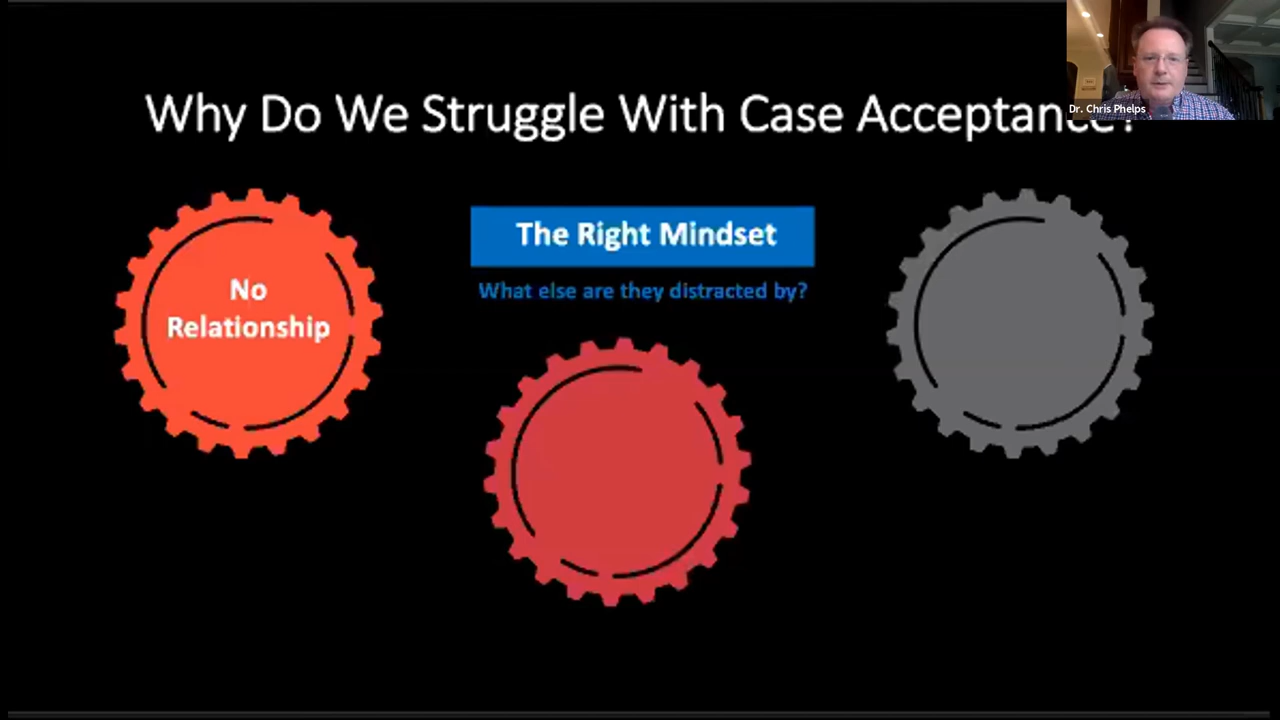 Why Do We Struggle With Case Acceptance?
Dr. Chris Phelps
The Right Mindset
What else are they distracted by?
No
Relationship